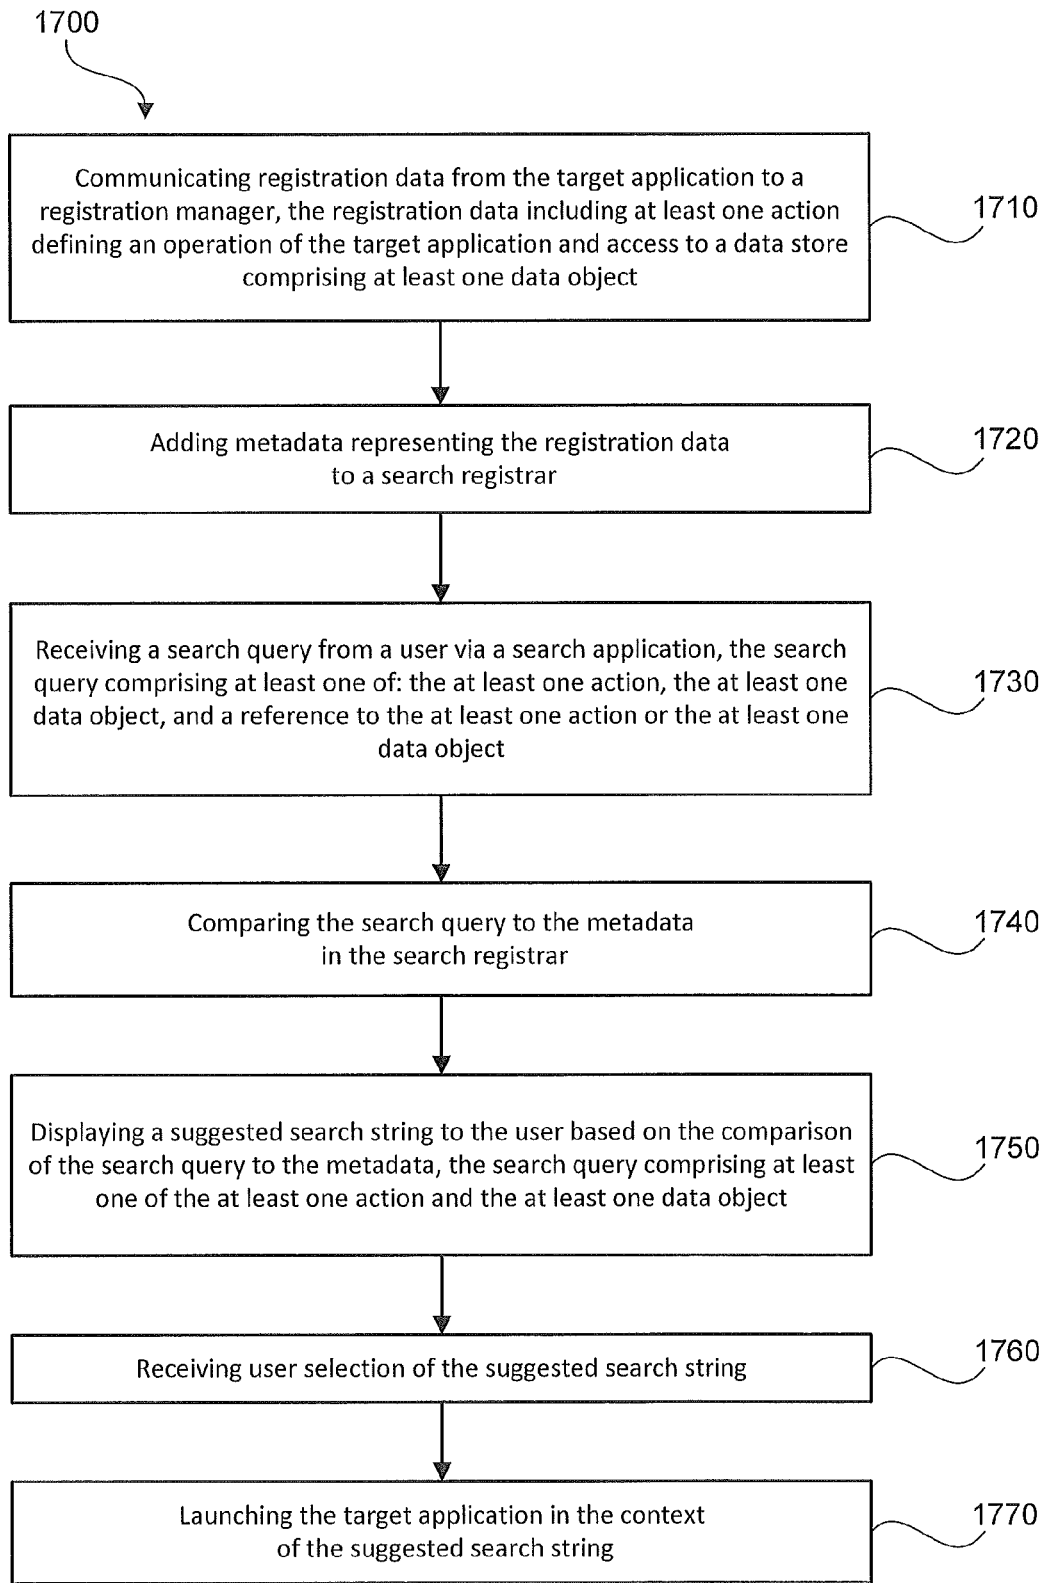 1700
Communicating registration data from the target application to a
registration manager, the registration data including at least one action
defining an operation of the target application and access to a data store
comprising at least one data object
1710
Adding metadata representing the registration data
to a search registrar
1720
Receiving a search query from a user via a search application, the search
query comprising at least one of: the at least one action, the at least one
data object, and a reference to the at least one action or the at least one
data object
1730
Comparing the search query to the metadata
in the search registrar
1740
Displaying a suggested search string to the user based on the comparison
of the search query to the metadata, the search query comprising at least
one of the at least one action and the at least one data object
1750
Receiving user selection of the suggested search string
1760
Launching the target application in the context
of the suggested search string
1770